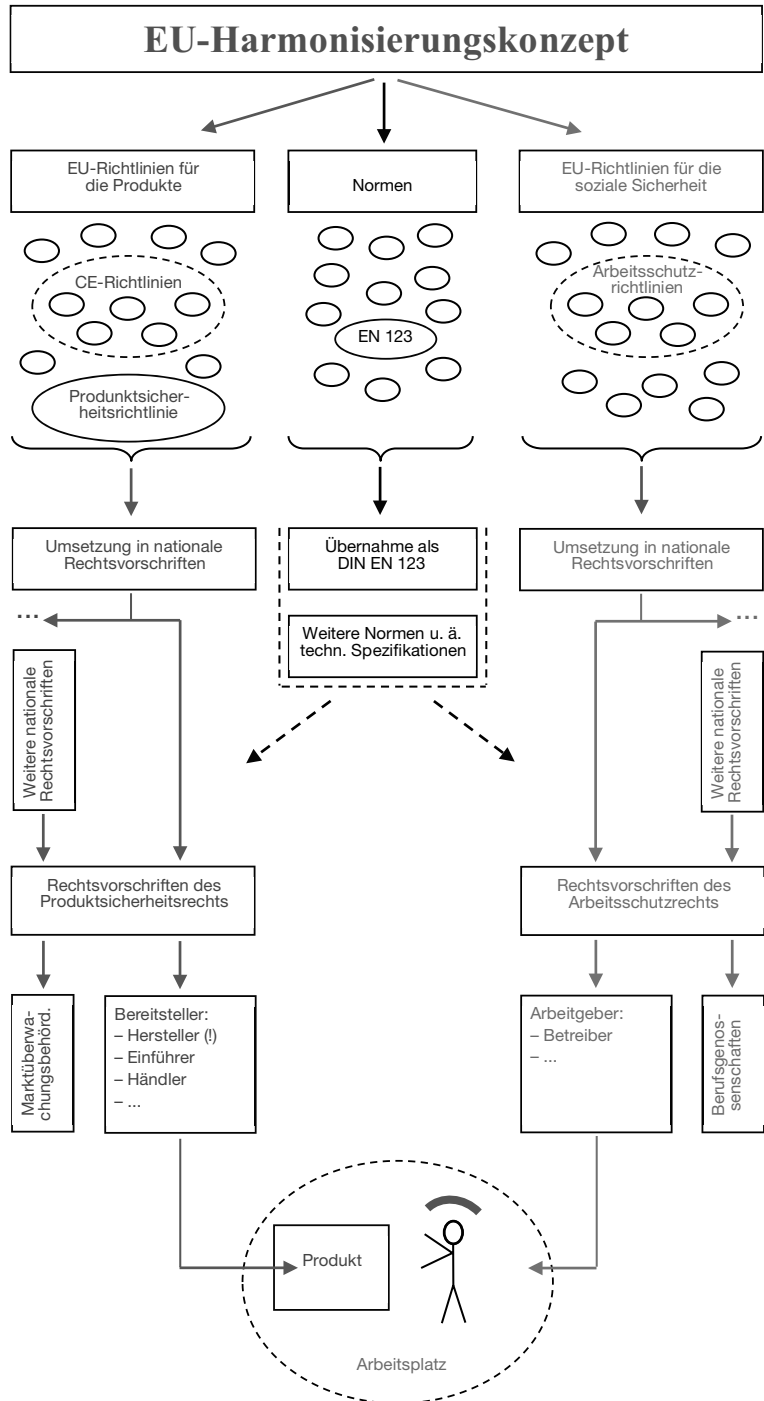 EU-Harmonisierungskonzept
EU-Richtlinien für
die Produkte
Normen
EU-Richtlinien für die
soziale Sicherheit
CE-Richtlinien
EN 123
Arbeitsschutz-
richtlinien
Produnktsicher-
heitsrichtlinie
Umsetzung in nationale
Rechtsvorschriften
Übernahme als
DIN EN 123
Weitere Normen u. ä.
techn. Spezifikationen
Umsetzung in nationale
Rechtsvorschriften
...
...
Weitere nationale
Rechtsvorschriften
Weitere nationale
Rechtsvorschriften
Rechtsvorschriften des
Produktsicherheitsrechts
Rechtsvorschriften des
Arbeitsschutzrechts
Marktüberwa-
chungsbehörd.
Bereitsteller:
– Hersteller (!)
– Einführer
– Händler
– ...
Arbeitgeber:
– Betreiber
– ...
Berufsgenos-
senschaften
Produkt
Arbeitsplatz